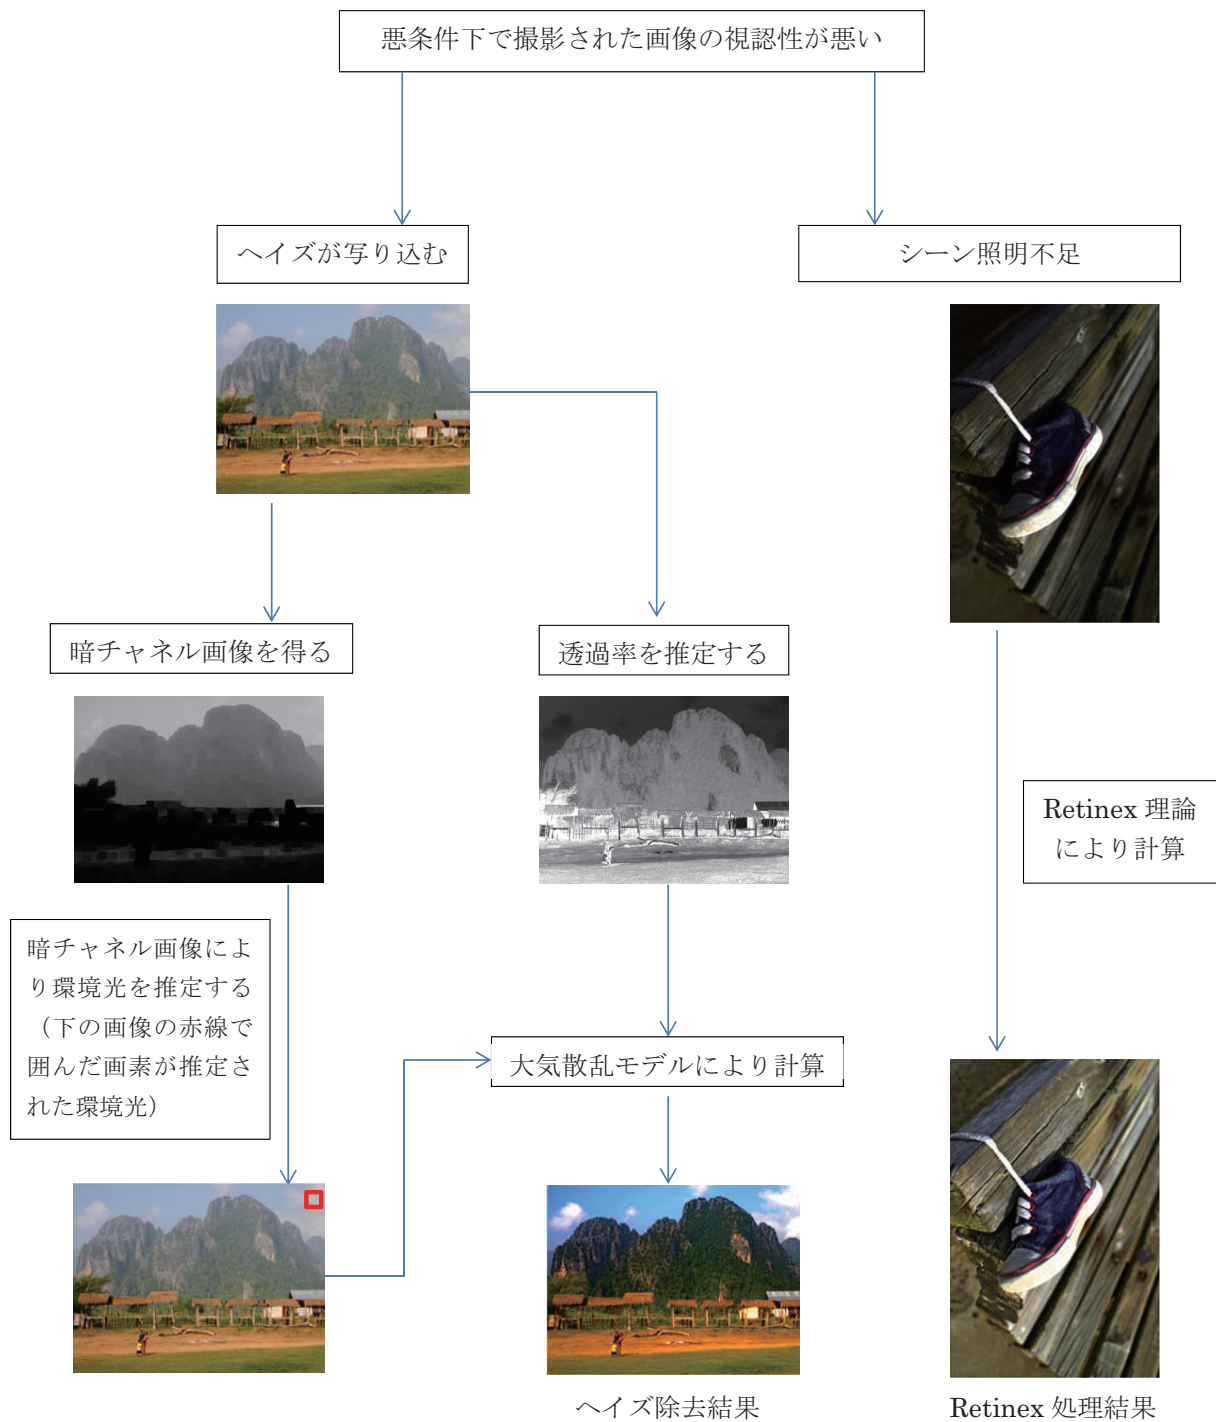 悪条件下で撮影された画像の視認性が悪い
ヘイズが写り込む
シーン照明不足
暗チャネル画像を得る
透過率を推定する
Retinex 理論
により計算
暗チャネル画像によ
り環境光を推定する
（下の画像の赤線で
囲んだ画素が推定さ
れた環境光）
大気散乱モデルにより計算
ヘイズ除去結果
Retinex 処理結果